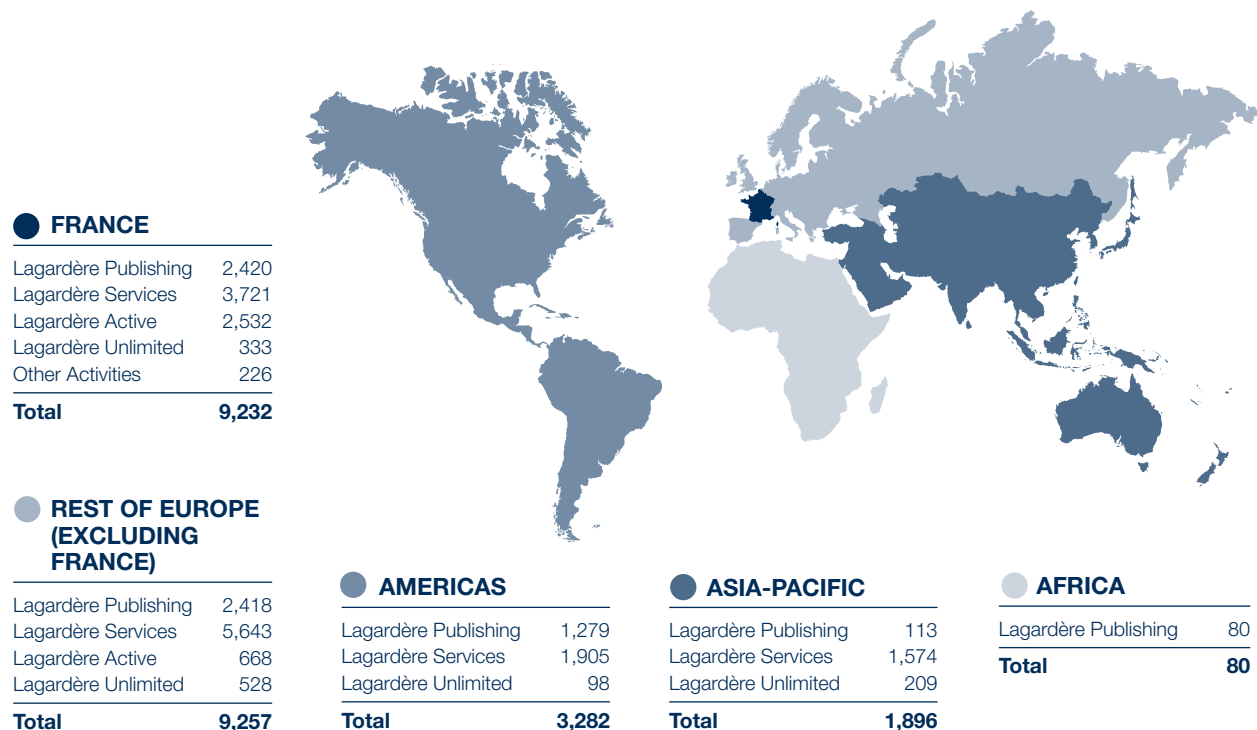 FRANCE
Lagardère Publishing 2,420
Lagardère Services 3,721
Lagardère Active 2,532
Lagardère Unlimited 333
Other Activities 226
Total 9,232
REST OF EUROPE
(EXCLUDING
FRANCE)
Lagardère Publishing 2,418
Lagardère Services 5,643
Lagardère Active 668
Lagardère Unlimited 528
Total 9,257
AMERICAS
Lagardère Publishing 1,279
Lagardère Services 1,905
Lagardère Unlimited 98
Total 3,282
ASIA-PACIFIC
Lagardère Publishing 113
Lagardère Services 1,574
Lagardère Unlimited 209
Total 1,896
AFRICA
Lagardère Publishing 80
Total 80